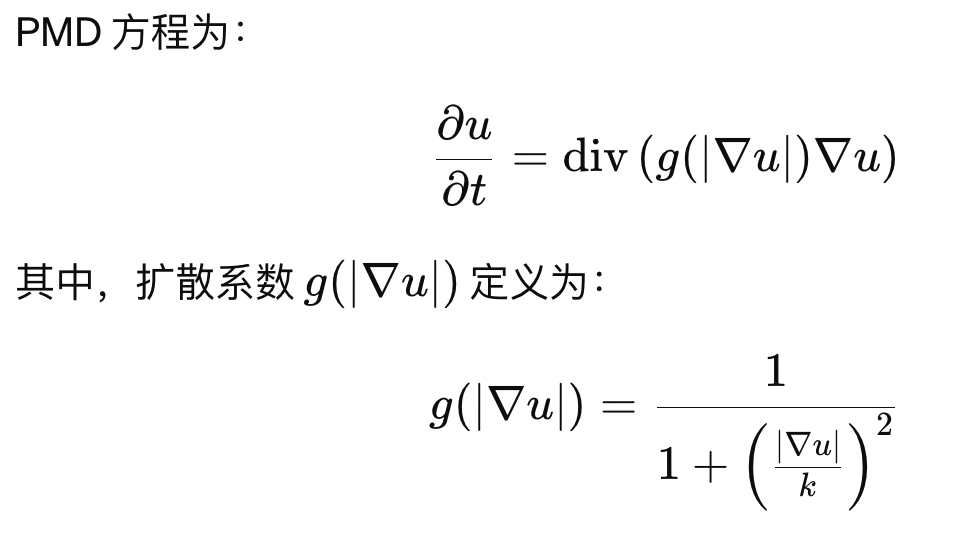 PMD 方程为：
∂u/∂t = div (g(|∇u|)∇u)
其中，扩散系数 g(|∇u|) 定义为：
g(|∇u|) = 1/(1 + (|∇u|/k)²)